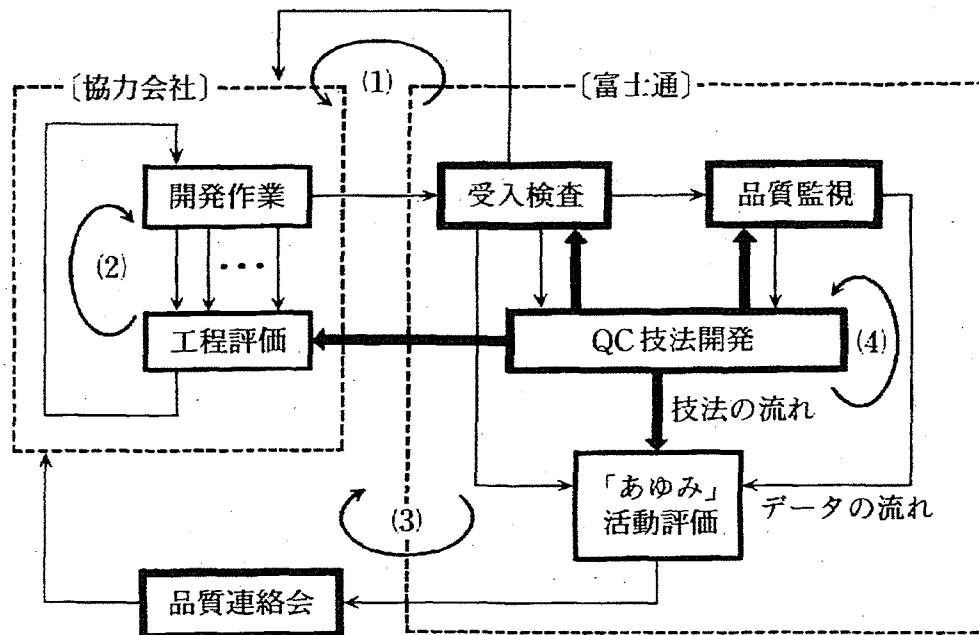 (1)
〔協力会社〕
〔富士通〕
開発作業
受入検査
品質監視
(2)
・・・
工程評価
QC技法開発
(4)
技法の流れ
「あゆみ」
活動評価
データの流れ
(3)
品質連絡会